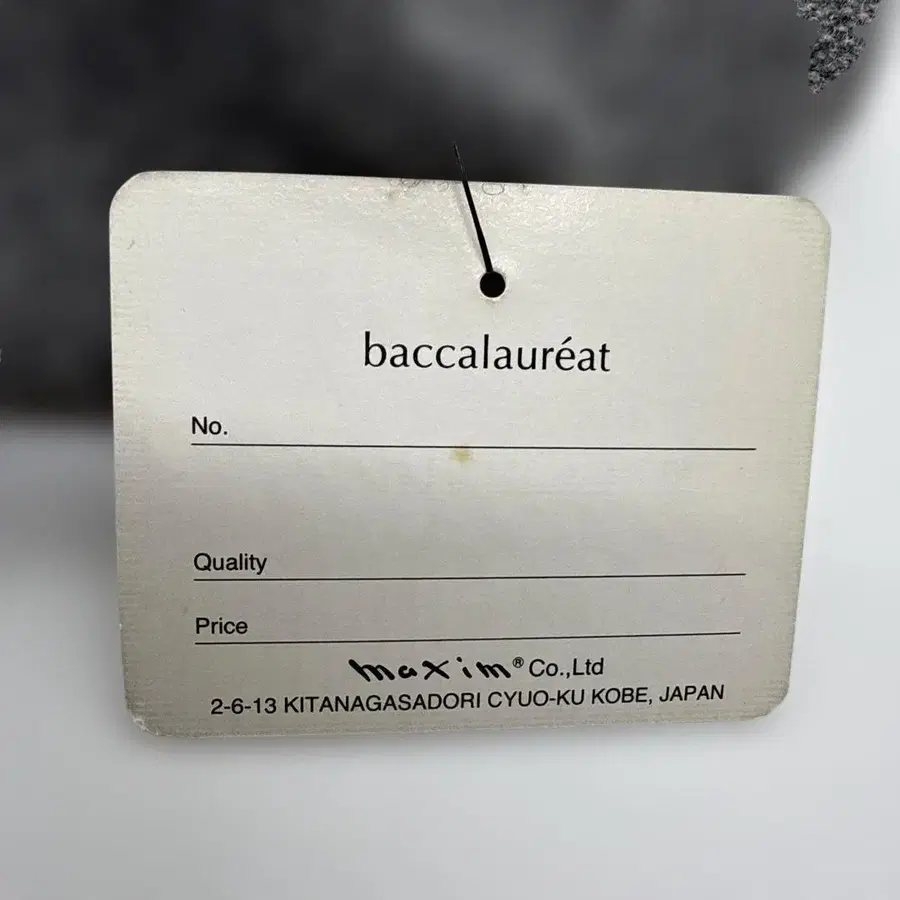 baccalauréat
No.
Quality
Price
maxim® Co.,Ltd
2-6-13 KITANAGASADORI CYUO-KU KOBE, JAPAN